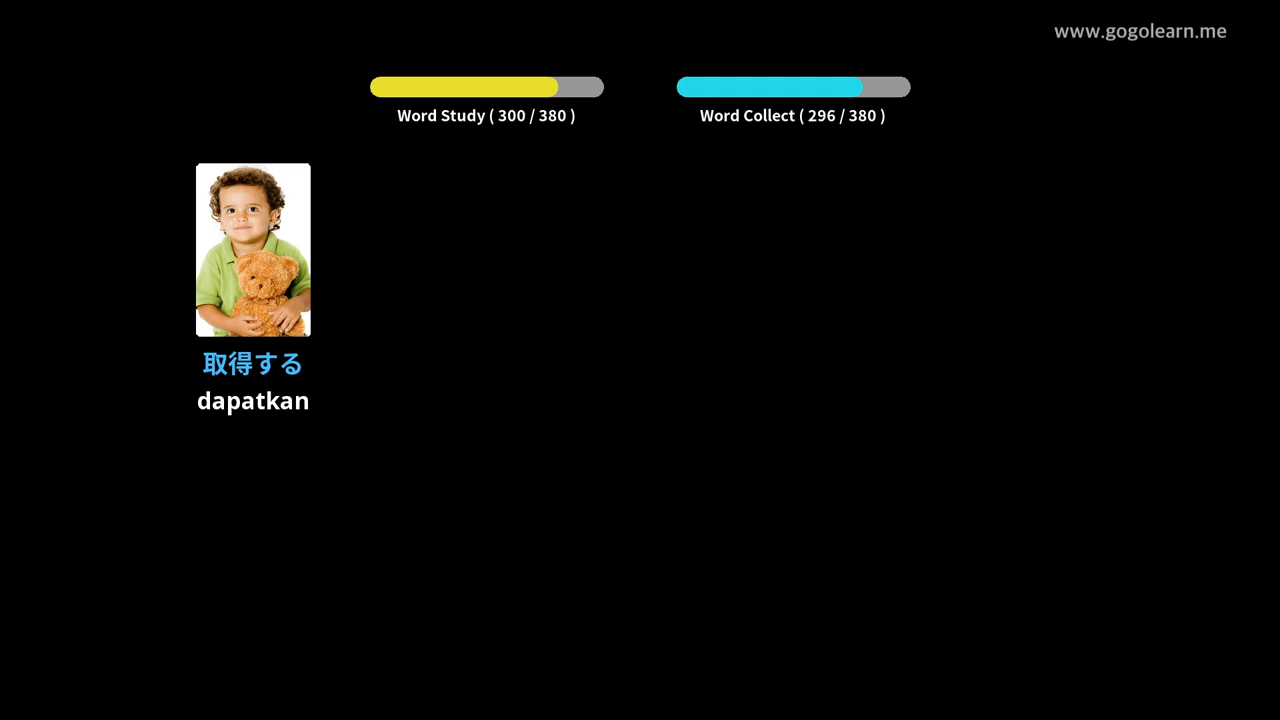 www.gogolearn.me
Word Study ( 300 / 380 )
Word Collect ( 296 / 380 )
取得する
dapatkan